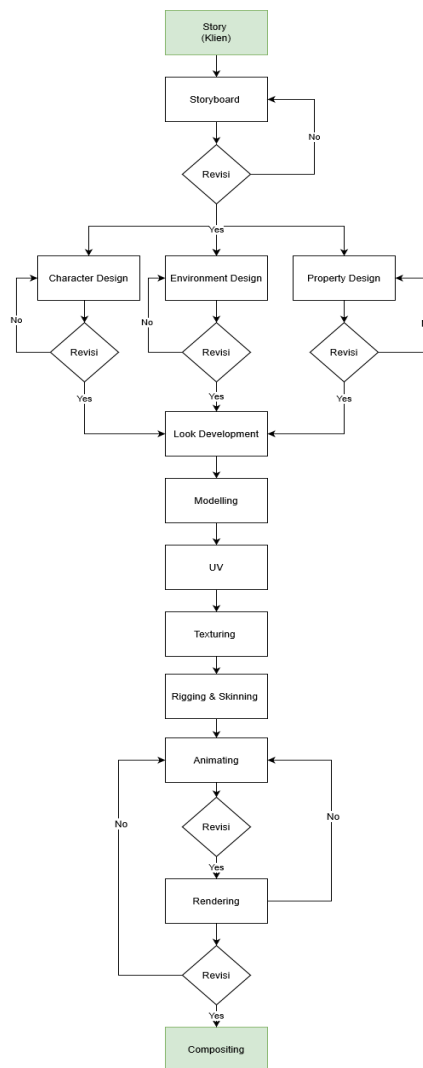 Story
(Klien)
Storyboard
No
Revisi
Yes
Character Design
Environment Design
Property Design
No
No
Revisi
Revisi
Revisi
Yes
Yes
Yes
Look Development
Modelling
UV
Texturing
Rigging & Skinning
Animating
No
Revisi
No
Yes
Rendering
Revisi
Yes
Compositing